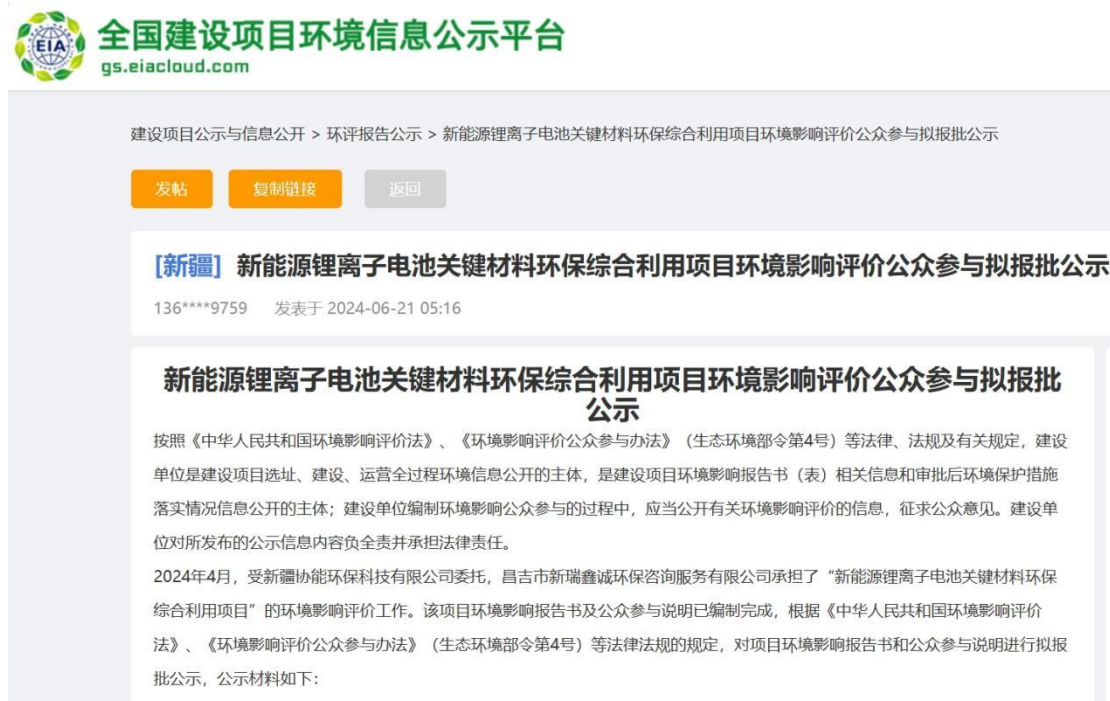 EIA
全国建设项目环境信息公示平台
gs.eiacloud.com
建设项目公示与信息公开 > 环评报告公示 > 新能源锂离子电池关键材料环保综合利用项目环境影响评价公众参与拟报批公示
发帖 复制链接 返回
[新疆] 新能源锂离子电池关键材料环保综合利用项目环境影响评价公众参与拟报批公示
136****9759 发表于 2024-06-21 05:16
新能源锂离子电池关键材料环保综合利用项目环境影响评价公众参与拟报批
公示
按照《中华人民共和国环境影响评价法》、《环境影响评价公众参与办法》（生态环境部令第4号）等法律、法规及有关规定，建设
单位是建设项目选址、建设、运营全过程环境信息公开的主体，是建设项目环境影响报告书（表）相关信息和审批后环境保护措施
落实情况信息公开的主体；建设单位编制环境影响公众参与的过程中，应当公开有关环境影响评价的信息，征求公众意见。建设单
位对所发布的公示信息内容负全责并承担法律责任。
2024年4月，受新疆协能环保科技有限公司委托，昌吉市新瑞鑫诚环保咨询服务有限公司承担了“新能源锂离子电池关键材料环保
综合利用项目”的环境影响评价工作。该项目环境影响报告书及公众参与说明已编制完成，根据《中华人民共和国环境影响评价
法》、《环境影响评价公众参与办法》（生态环境部令第4号）等法律法规的规定，对项目环境影响报告书和公众参与说明进行拟报
批公示，公示材料如下：